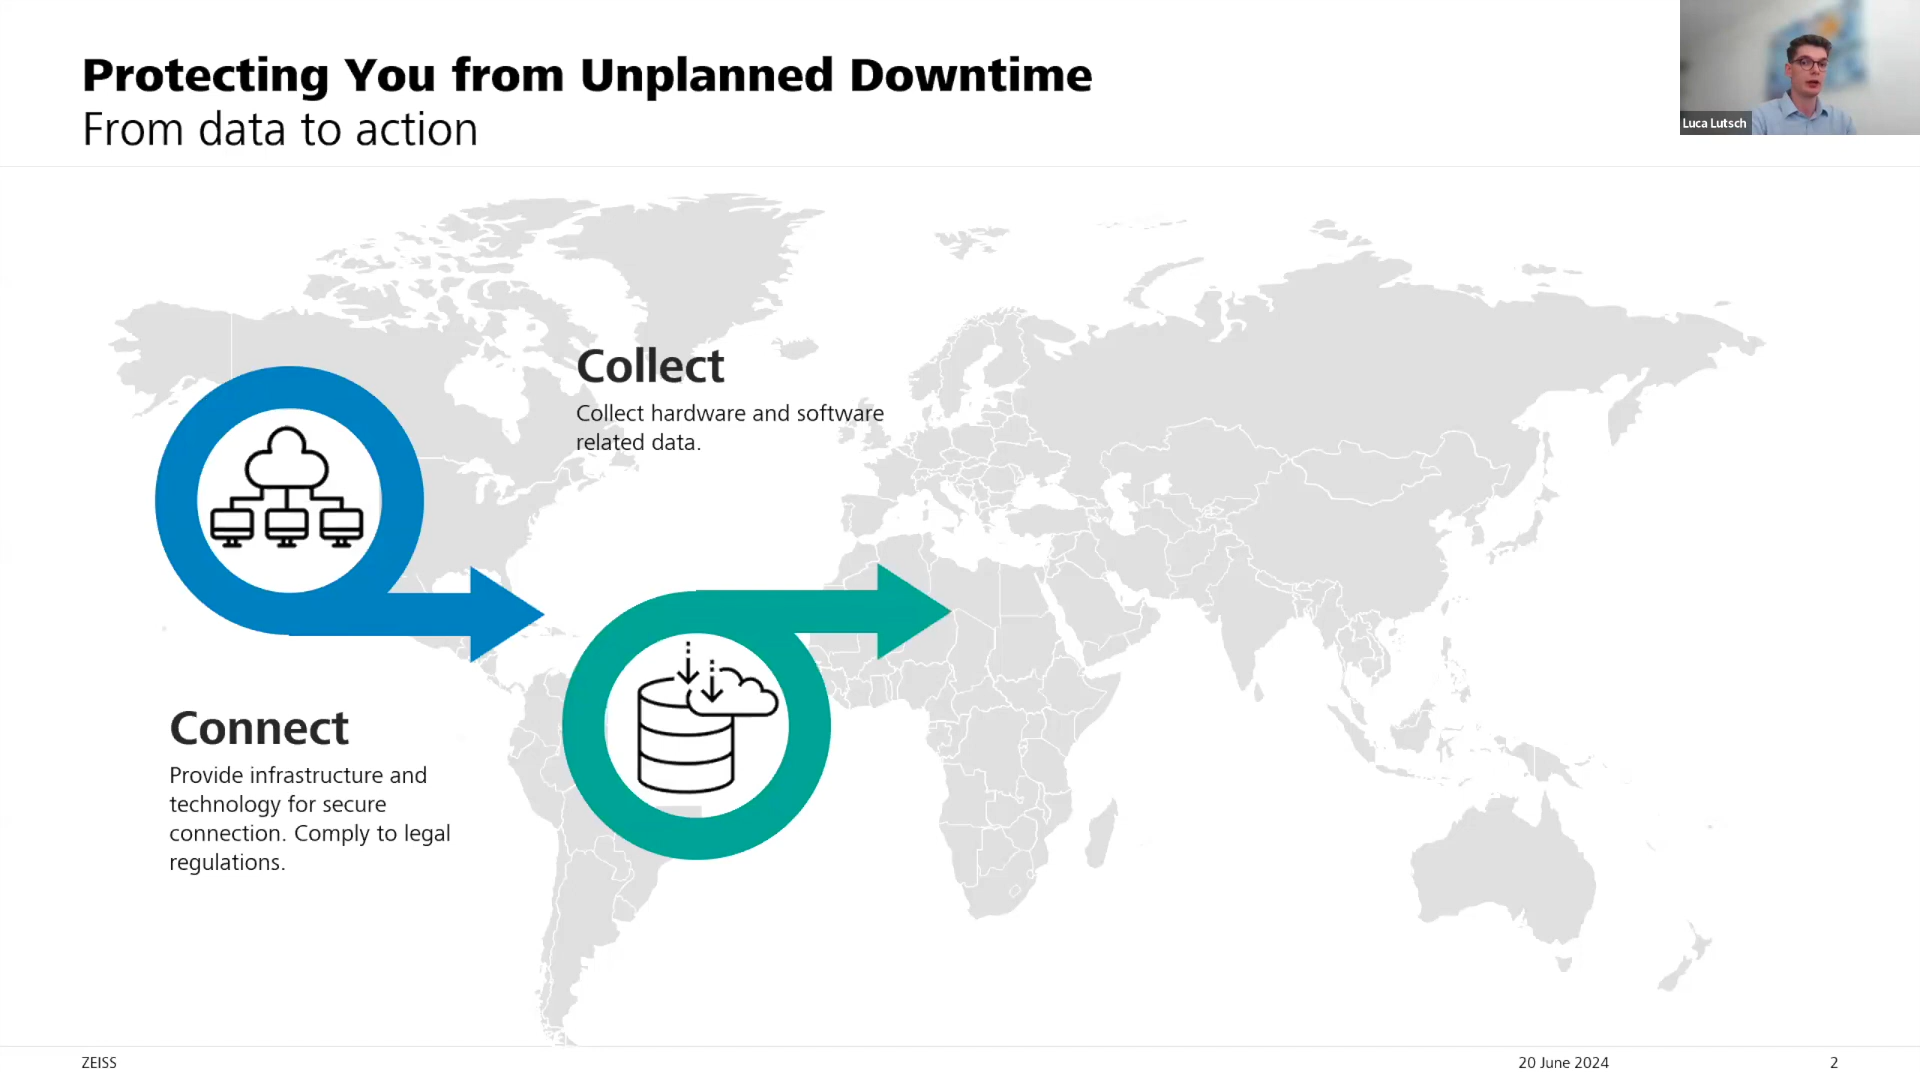 Protecting You from Unplanned Downtime
From data to action
Luca Lutsch
Collect
Collect hardware and software
related data.
Connect
Provide infrastructure and
technology for secure
connection. Comply to legal
regulations.
ZEISS
20 June 2024
2